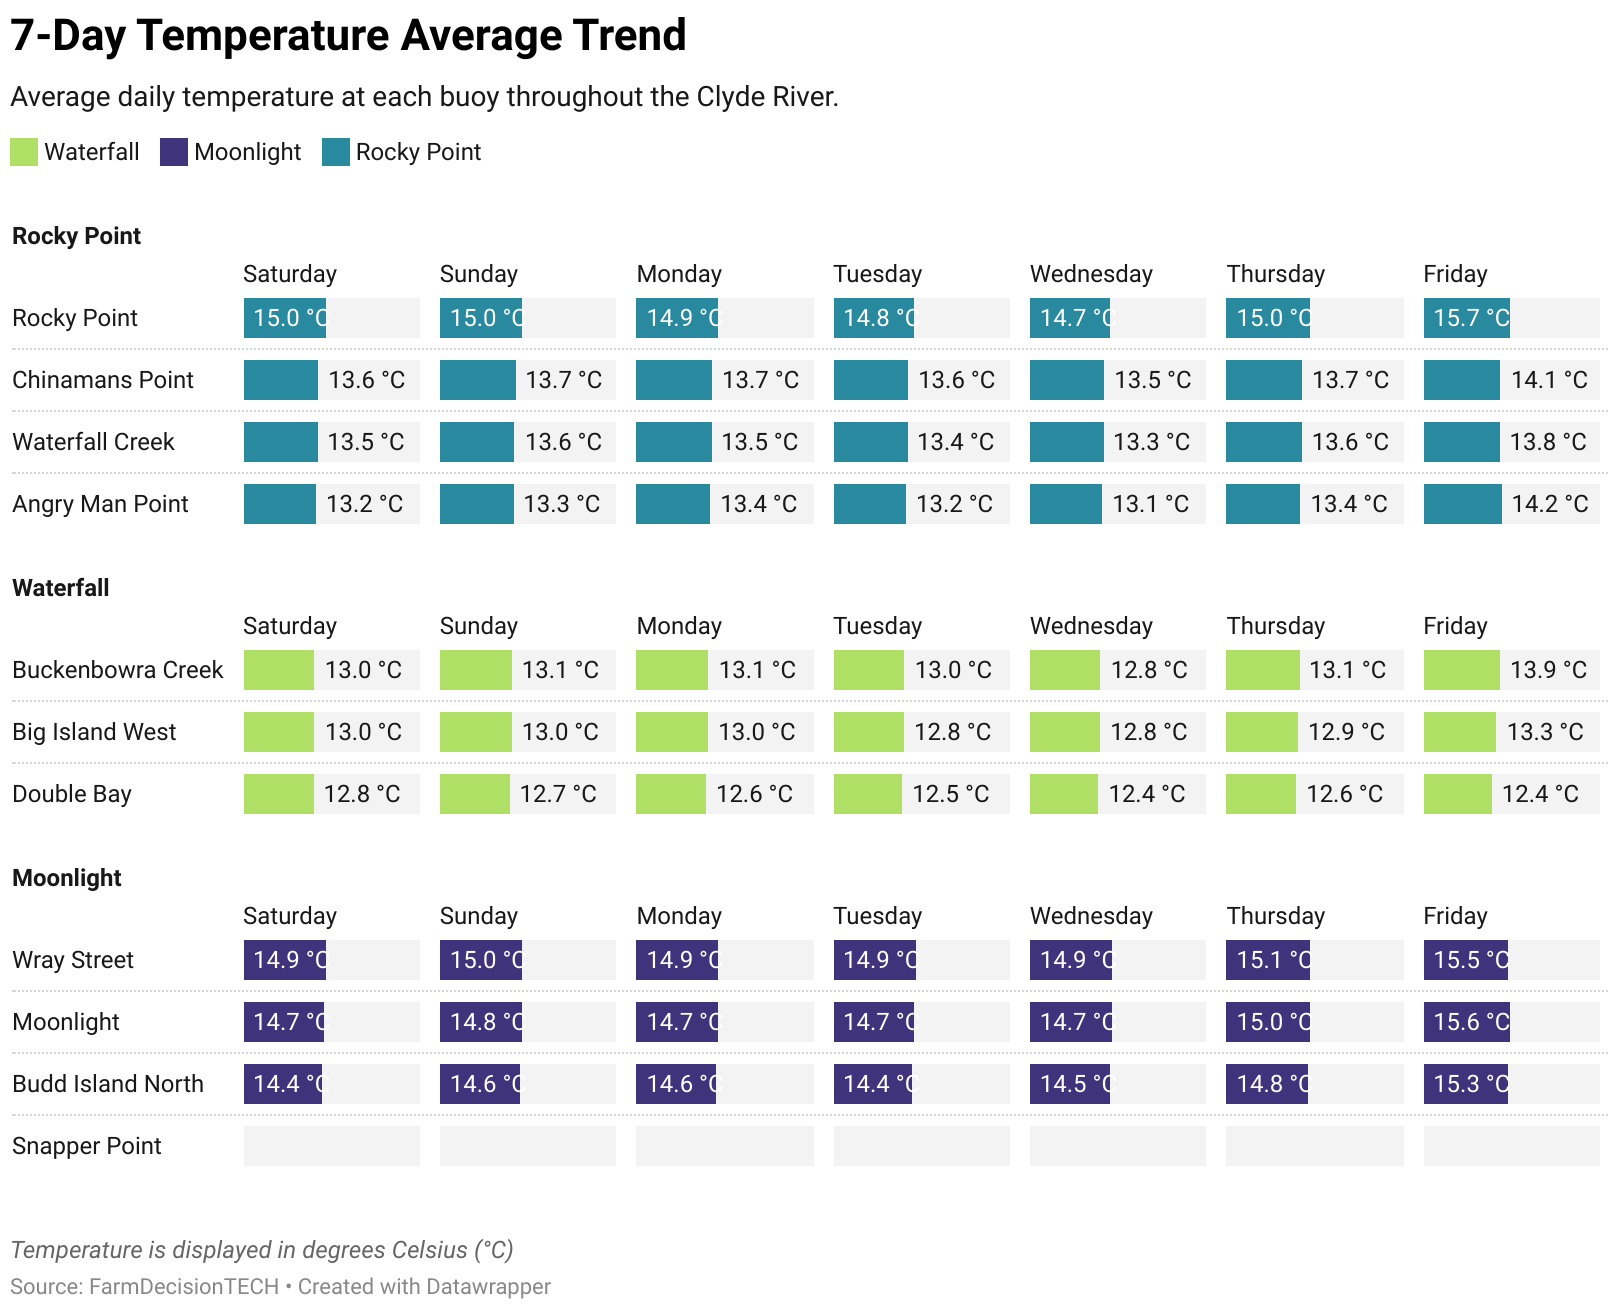 7-Day Temperature Average Trend
Average daily temperature at each buoy throughout the Clyde River.
Waterfall Moonlight Rocky Point
Rocky Point
Saturday Sunday Monday Tuesday Wednesday Thursday Friday
Rocky Point 15.0 °C 15.0 °C 14.9 °C 14.8 °C 14.7 °C 15.0 °C 15.7 °C
Chinamans Point 13.6 °C 13.7 °C 13.7 °C 13.6 °C 13.5 °C 13.7 °C 14.1 °C
Waterfall Creek 13.5 °C 13.6 °C 13.5 °C 13.4 °C 13.3 °C 13.6 °C 13.8 °C
Angry Man Point 13.2 °C 13.3 °C 13.4 °C 13.2 °C 13.1 °C 13.4 °C 14.2 °C
Waterfall
Saturday Sunday Monday Tuesday Wednesday Thursday Friday
Buckenbowra Creek 13.0 °C 13.1 °C 13.1 °C 13.0 °C 12.8 °C 13.1 °C 13.9 °C
Big Island West 13.0 °C 13.0 °C 13.0 °C 12.8 °C 12.8 °C 12.9 °C 13.3 °C
Double Bay 12.8 °C 12.7 °C 12.6 °C 12.5 °C 12.4 °C 12.6 °C 12.4 °C
Moonlight
Saturday Sunday Monday Tuesday Wednesday Thursday Friday
Wray Street 14.9 °C 15.0 °C 14.9 °C 14.9 °C 14.9 °C 15.1 °C 15.5 °C
Moonlight 14.7 °C 14.8 °C 14.7 °C 14.7 °C 14.7 °C 15.0 °C 15.6 °C
Budd Island North 14.4 °C 14.6 °C 14.6 °C 14.4 °C 14.5 °C 14.8 °C 15.3 °C
Snapper Point
Temperature is displayed in degrees Celsius (°C)
Source: FarmDecisionTECH • Created with Datawrapper